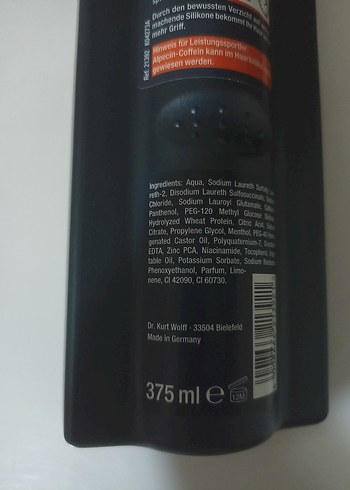 Durch den bewussten Verzicht auf
machende Silikone bekommt Ihr Haar
mehr Griff.
Hinweis für Leistungssportler:
Alpecin-Coffein kann im Haar
gewiesen werden.
Ref. 21392
Ingredients: Aqua, Sodium Laureth Sulfate,
reth-2, Disodium Laureth Sulfosuccinate,
Chloride, Sodium Lauroyl Glutamate,
Panthenol, PEG-120 Methyl Glucose
Hydrolyzed Wheat Protein, Citric Acid,
Citrate, Propylene Glycol, Menthol,
genated Castor Oil, Polyquaternium-7,
EDTA, Zinc PCA, Niacinamide, Tocopherol,
table Oil, Potassium Sorbate, Sodium
Phenoxyethanol, Parfum, Limo-
nene, CI 42090, CI 60730.
Dr. Kurt Wolff · 33504 Bielefeld
Made in Germany
375 ml ℮
12M